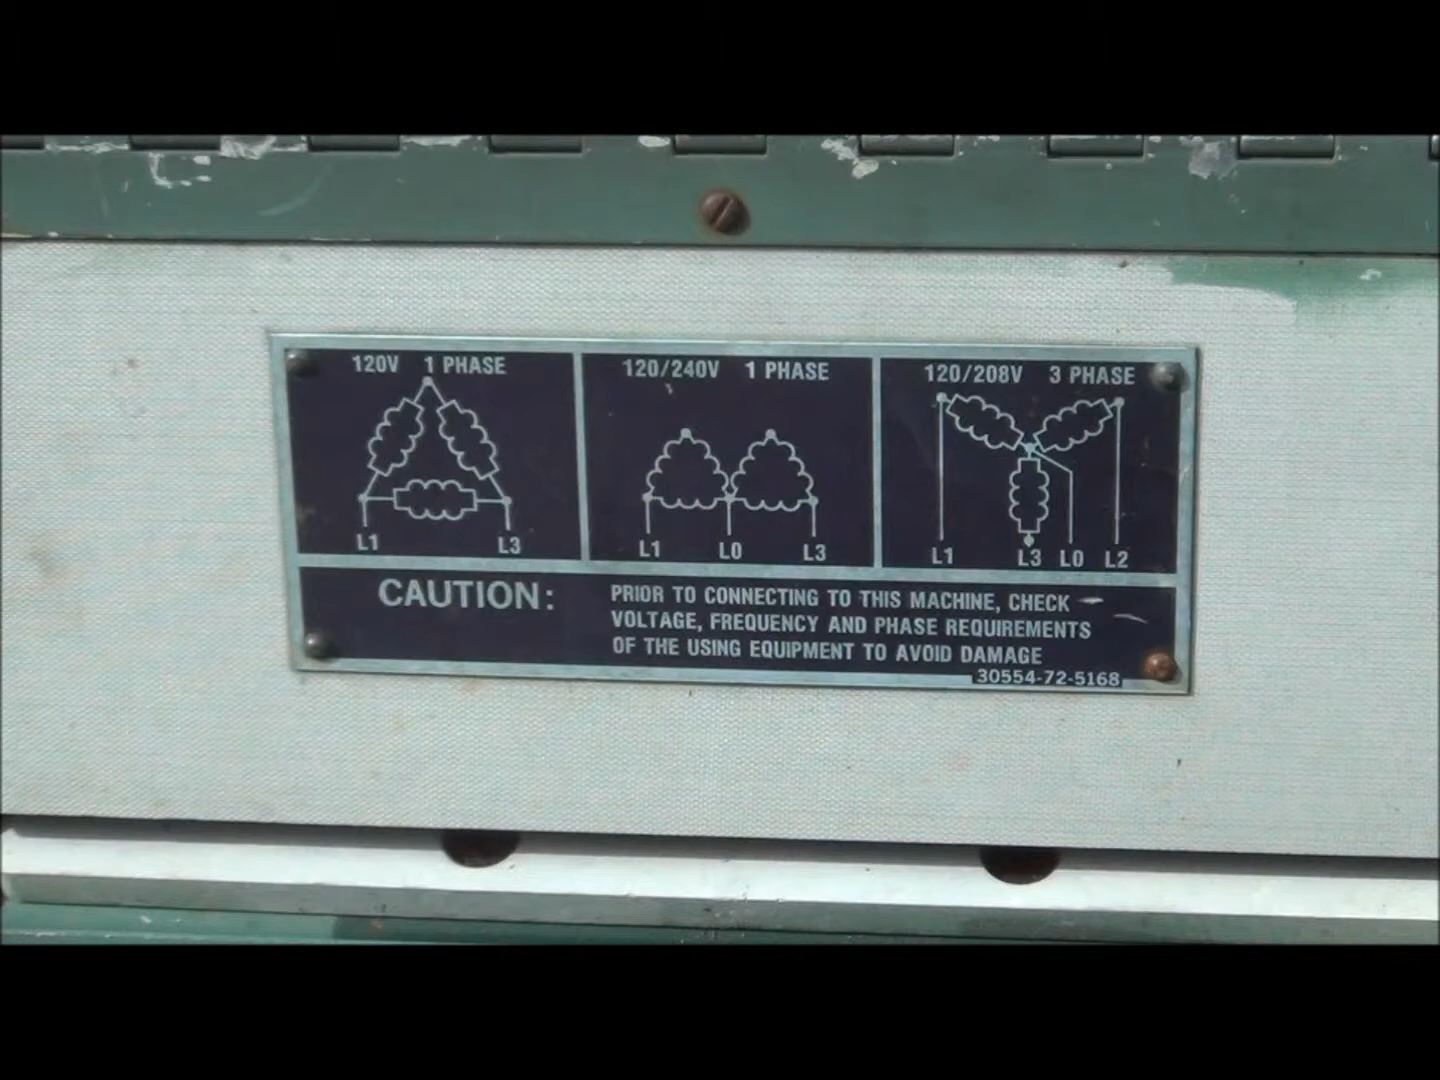 120V 1 PHASE
L1 L3
120/240V 1 PHASE
L1 L0 L3
120/208V 3 PHASE
L1 L3 L0 L2
CAUTION:
PRIOR TO CONNECTING TO THIS MACHINE, CHECK
VOLTAGE, FREQUENCY AND PHASE REQUIREMENTS
OF THE USING EQUIPMENT TO AVOID DAMAGE
30554-72-5168